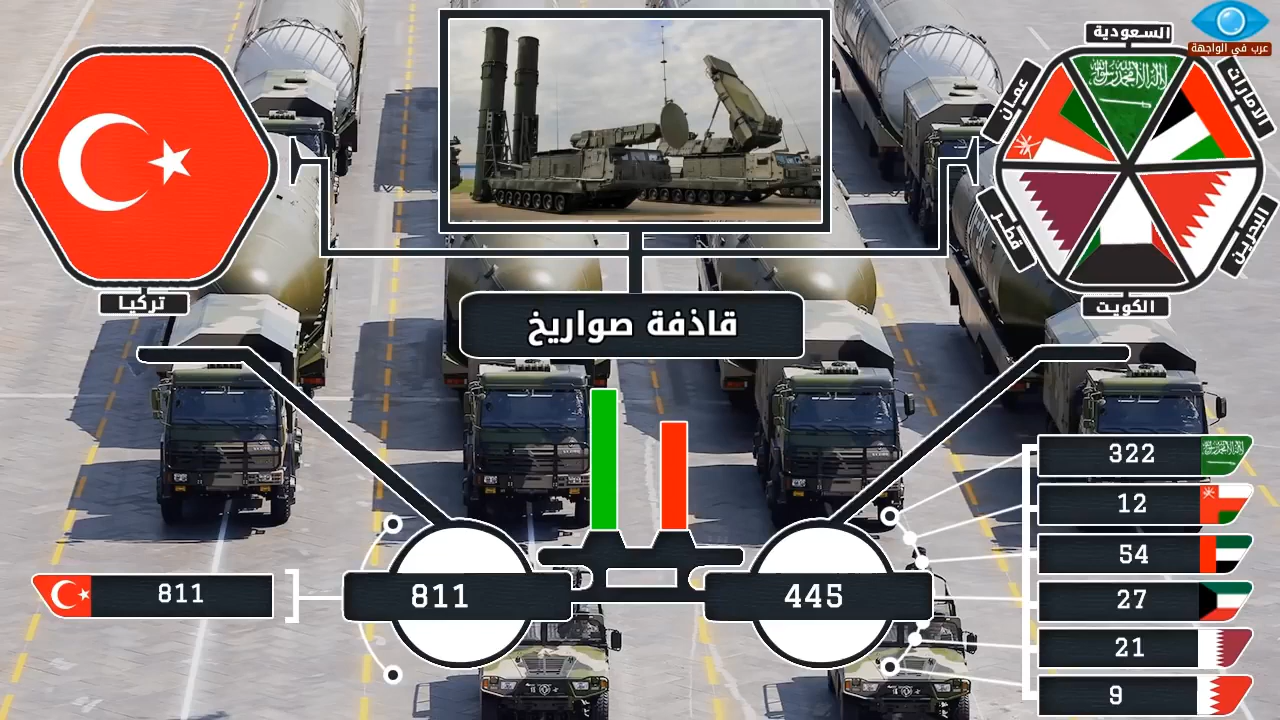 عرب في الواجهة
السعودية
عمان
الامارات
قطر
البحرين
الكويت
تركيا
قاذفة صواريخ
322
12
54
27
21
9
811
811
445